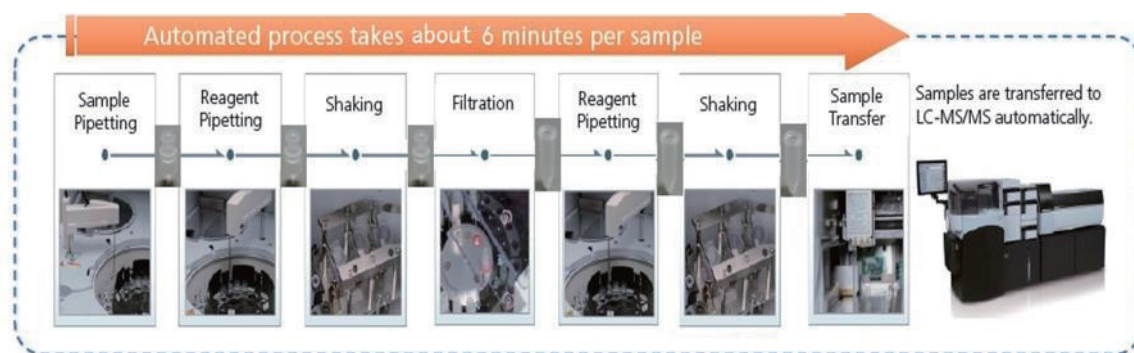 Automated process takes about 6 minutes per sample
Sample
Pipetting
Reagent
Pipetting
Shaking
Filtration
Reagent
Pipetting
Shaking
Sample
Transfer
Samples are transferred to
LC-MS/MS automatically.